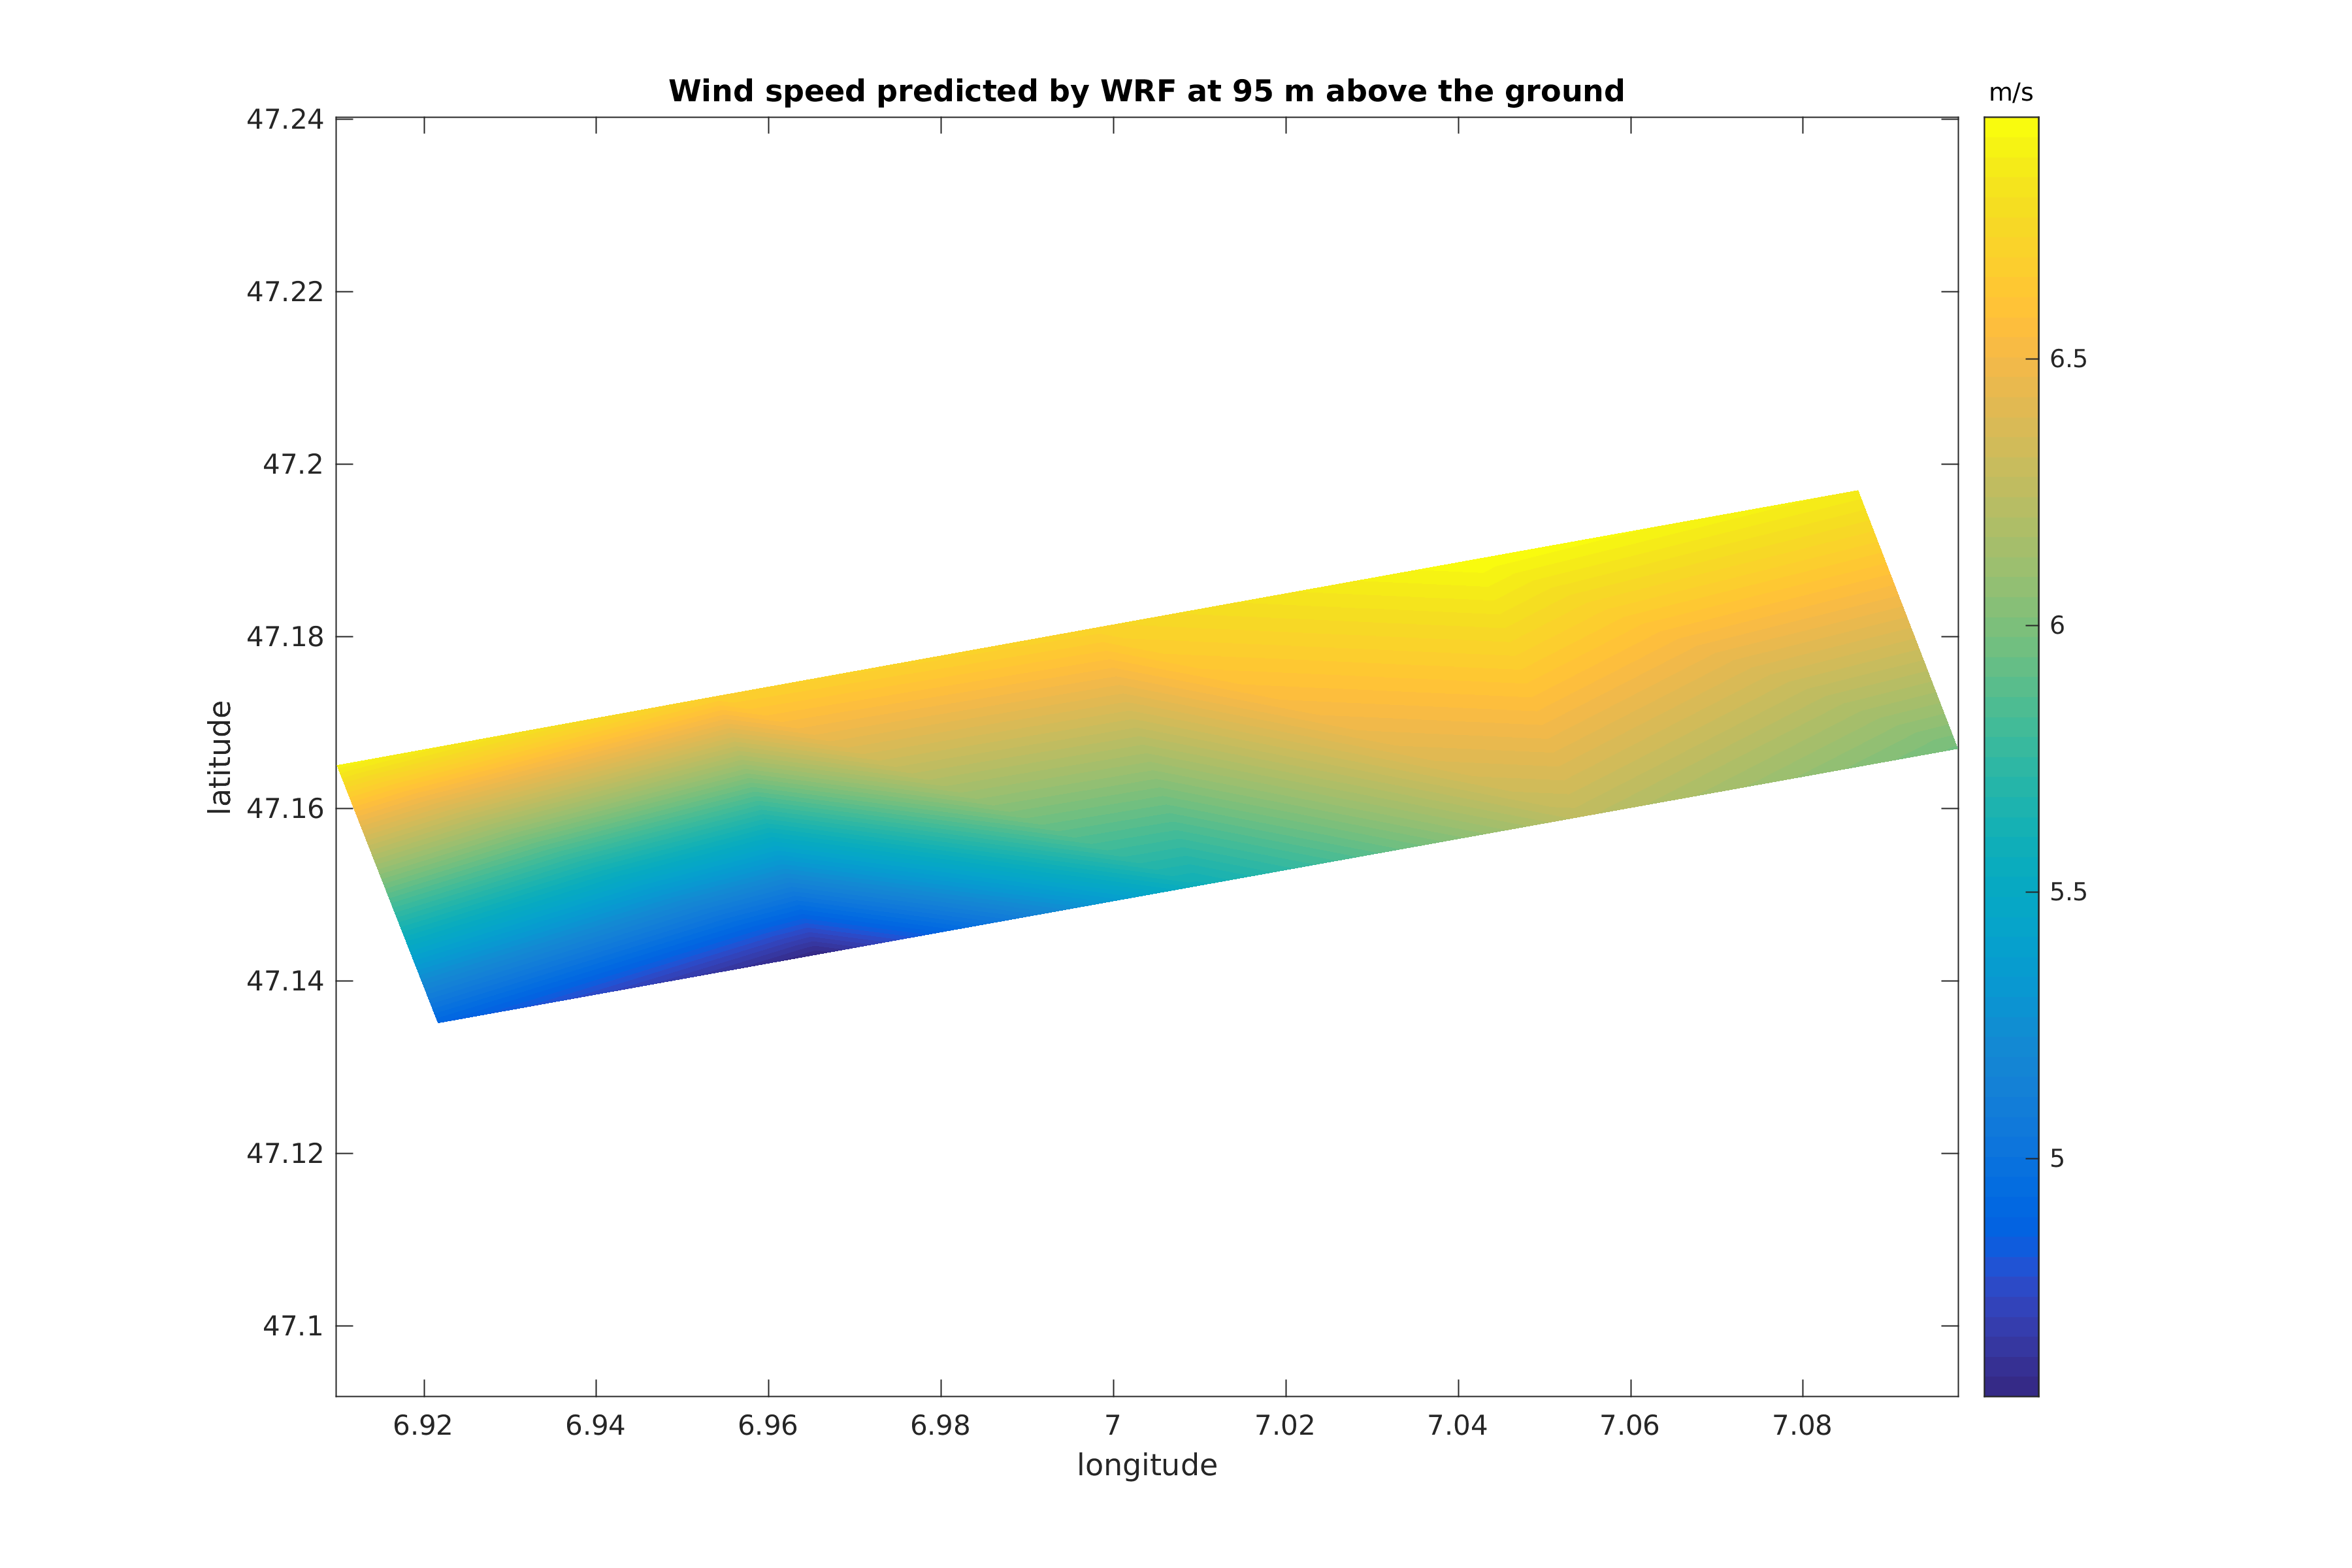 Wind speed predicted by WRF at 95 m above the ground
m/s
47.24
47.22
47.2
47.18
47.16
47.14
47.12
47.1
latitude
6.5
6
5.5
5
6.92 6.94 6.96 6.98 7 7.02 7.04 7.06 7.08
longitude